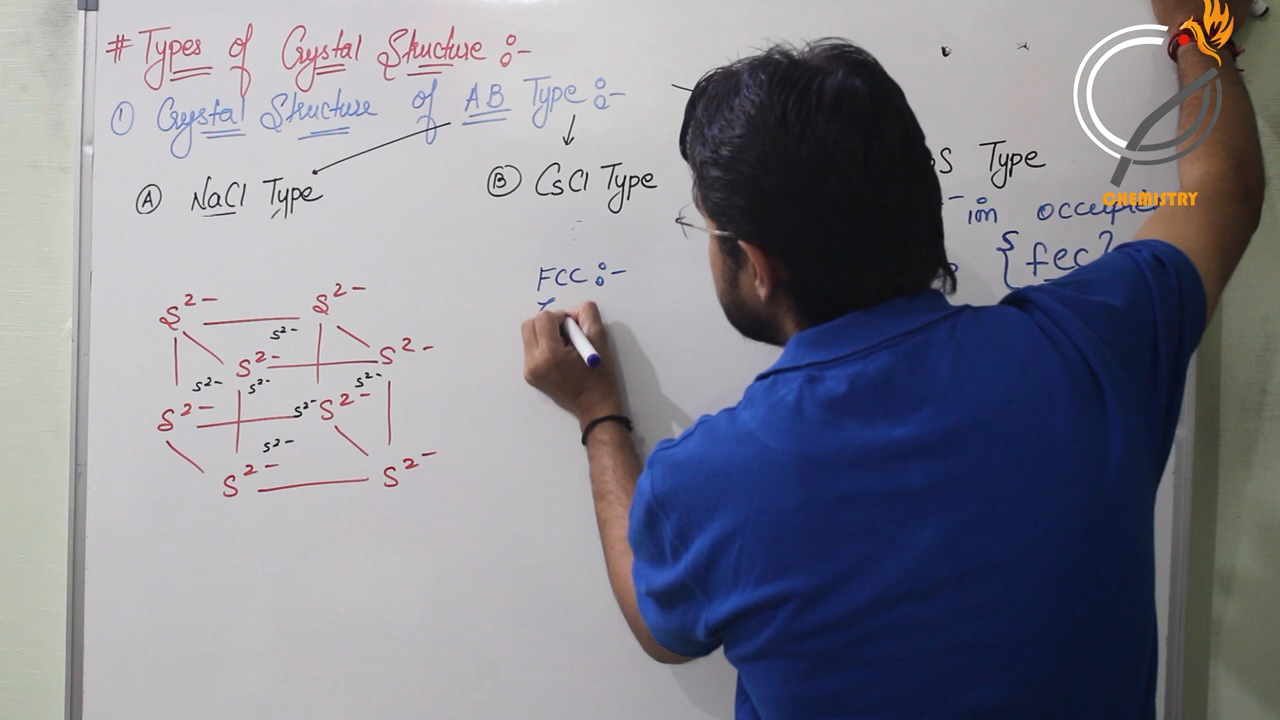 # Types of Crystal Structure :-
① Crystal Structure of AB Type :-
Ⓐ NaCl Type
Ⓑ CsCl Type
S Type
ion occupie
{fcc}
FCC :-
S²⁻ S²⁻
S²⁻
S²⁻ S²⁻
S²⁻ S²⁻ S²⁻
S²⁻ S²⁻ S²⁻
S²⁻
S²⁻ S²⁻
CHEMISTRY